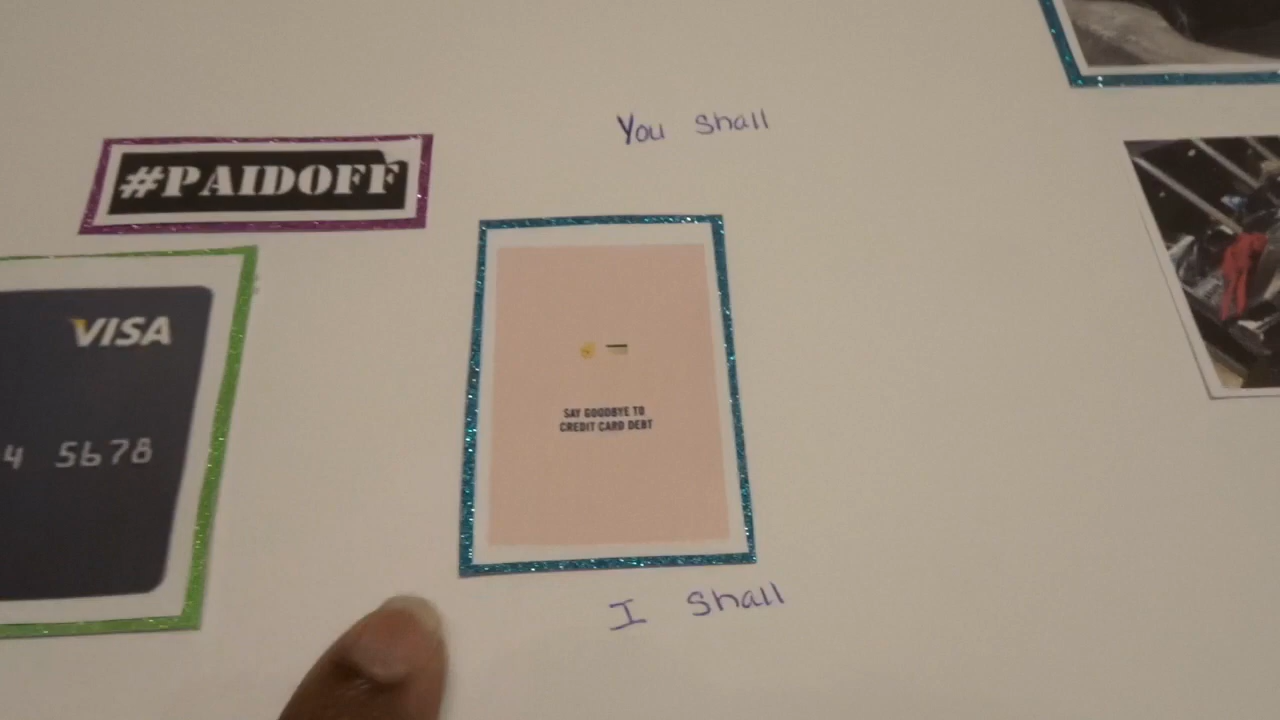 You shall
#PAIDOFF
VISA
4 5678
SAY GOODBYE TO
CREDIT CARD DEBT
I shall